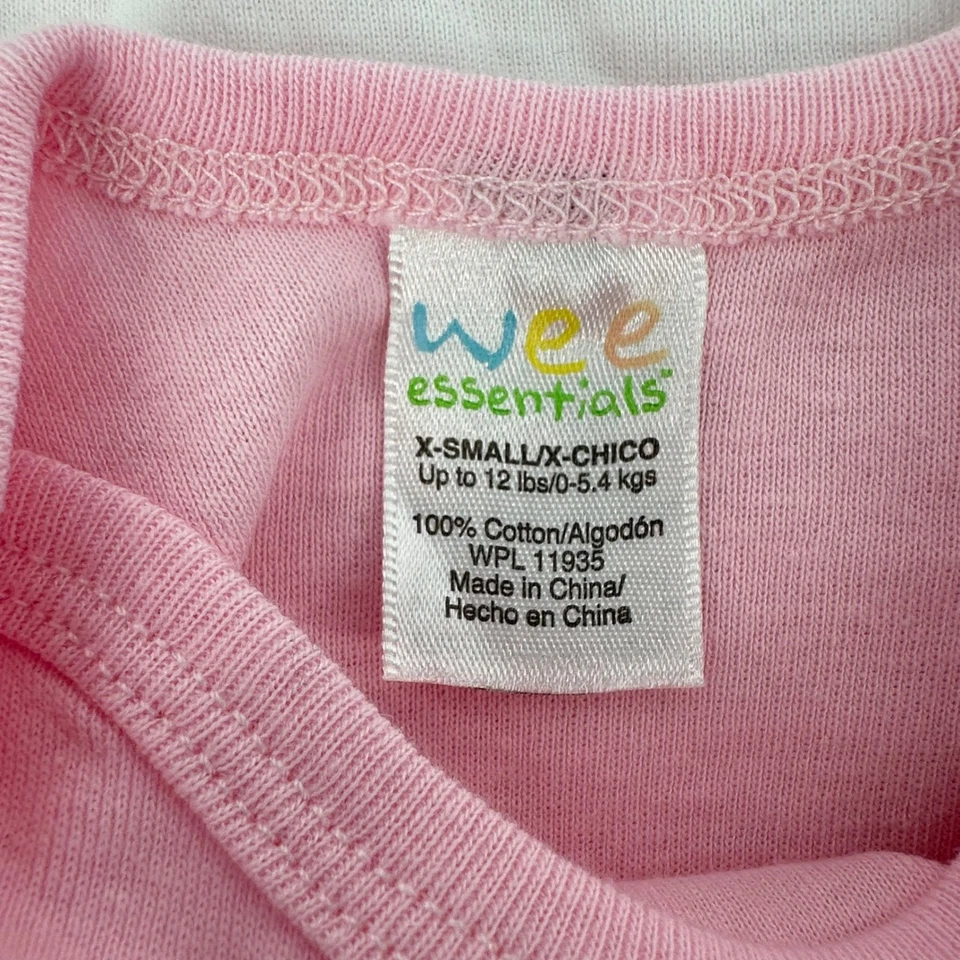 wee
essentials™
X-SMALL/X-CHICO
Up to 12 lbs/0-5.4 kgs
100% Cotton/Algodón
WPL 11935
Made in China/
Hecho en China